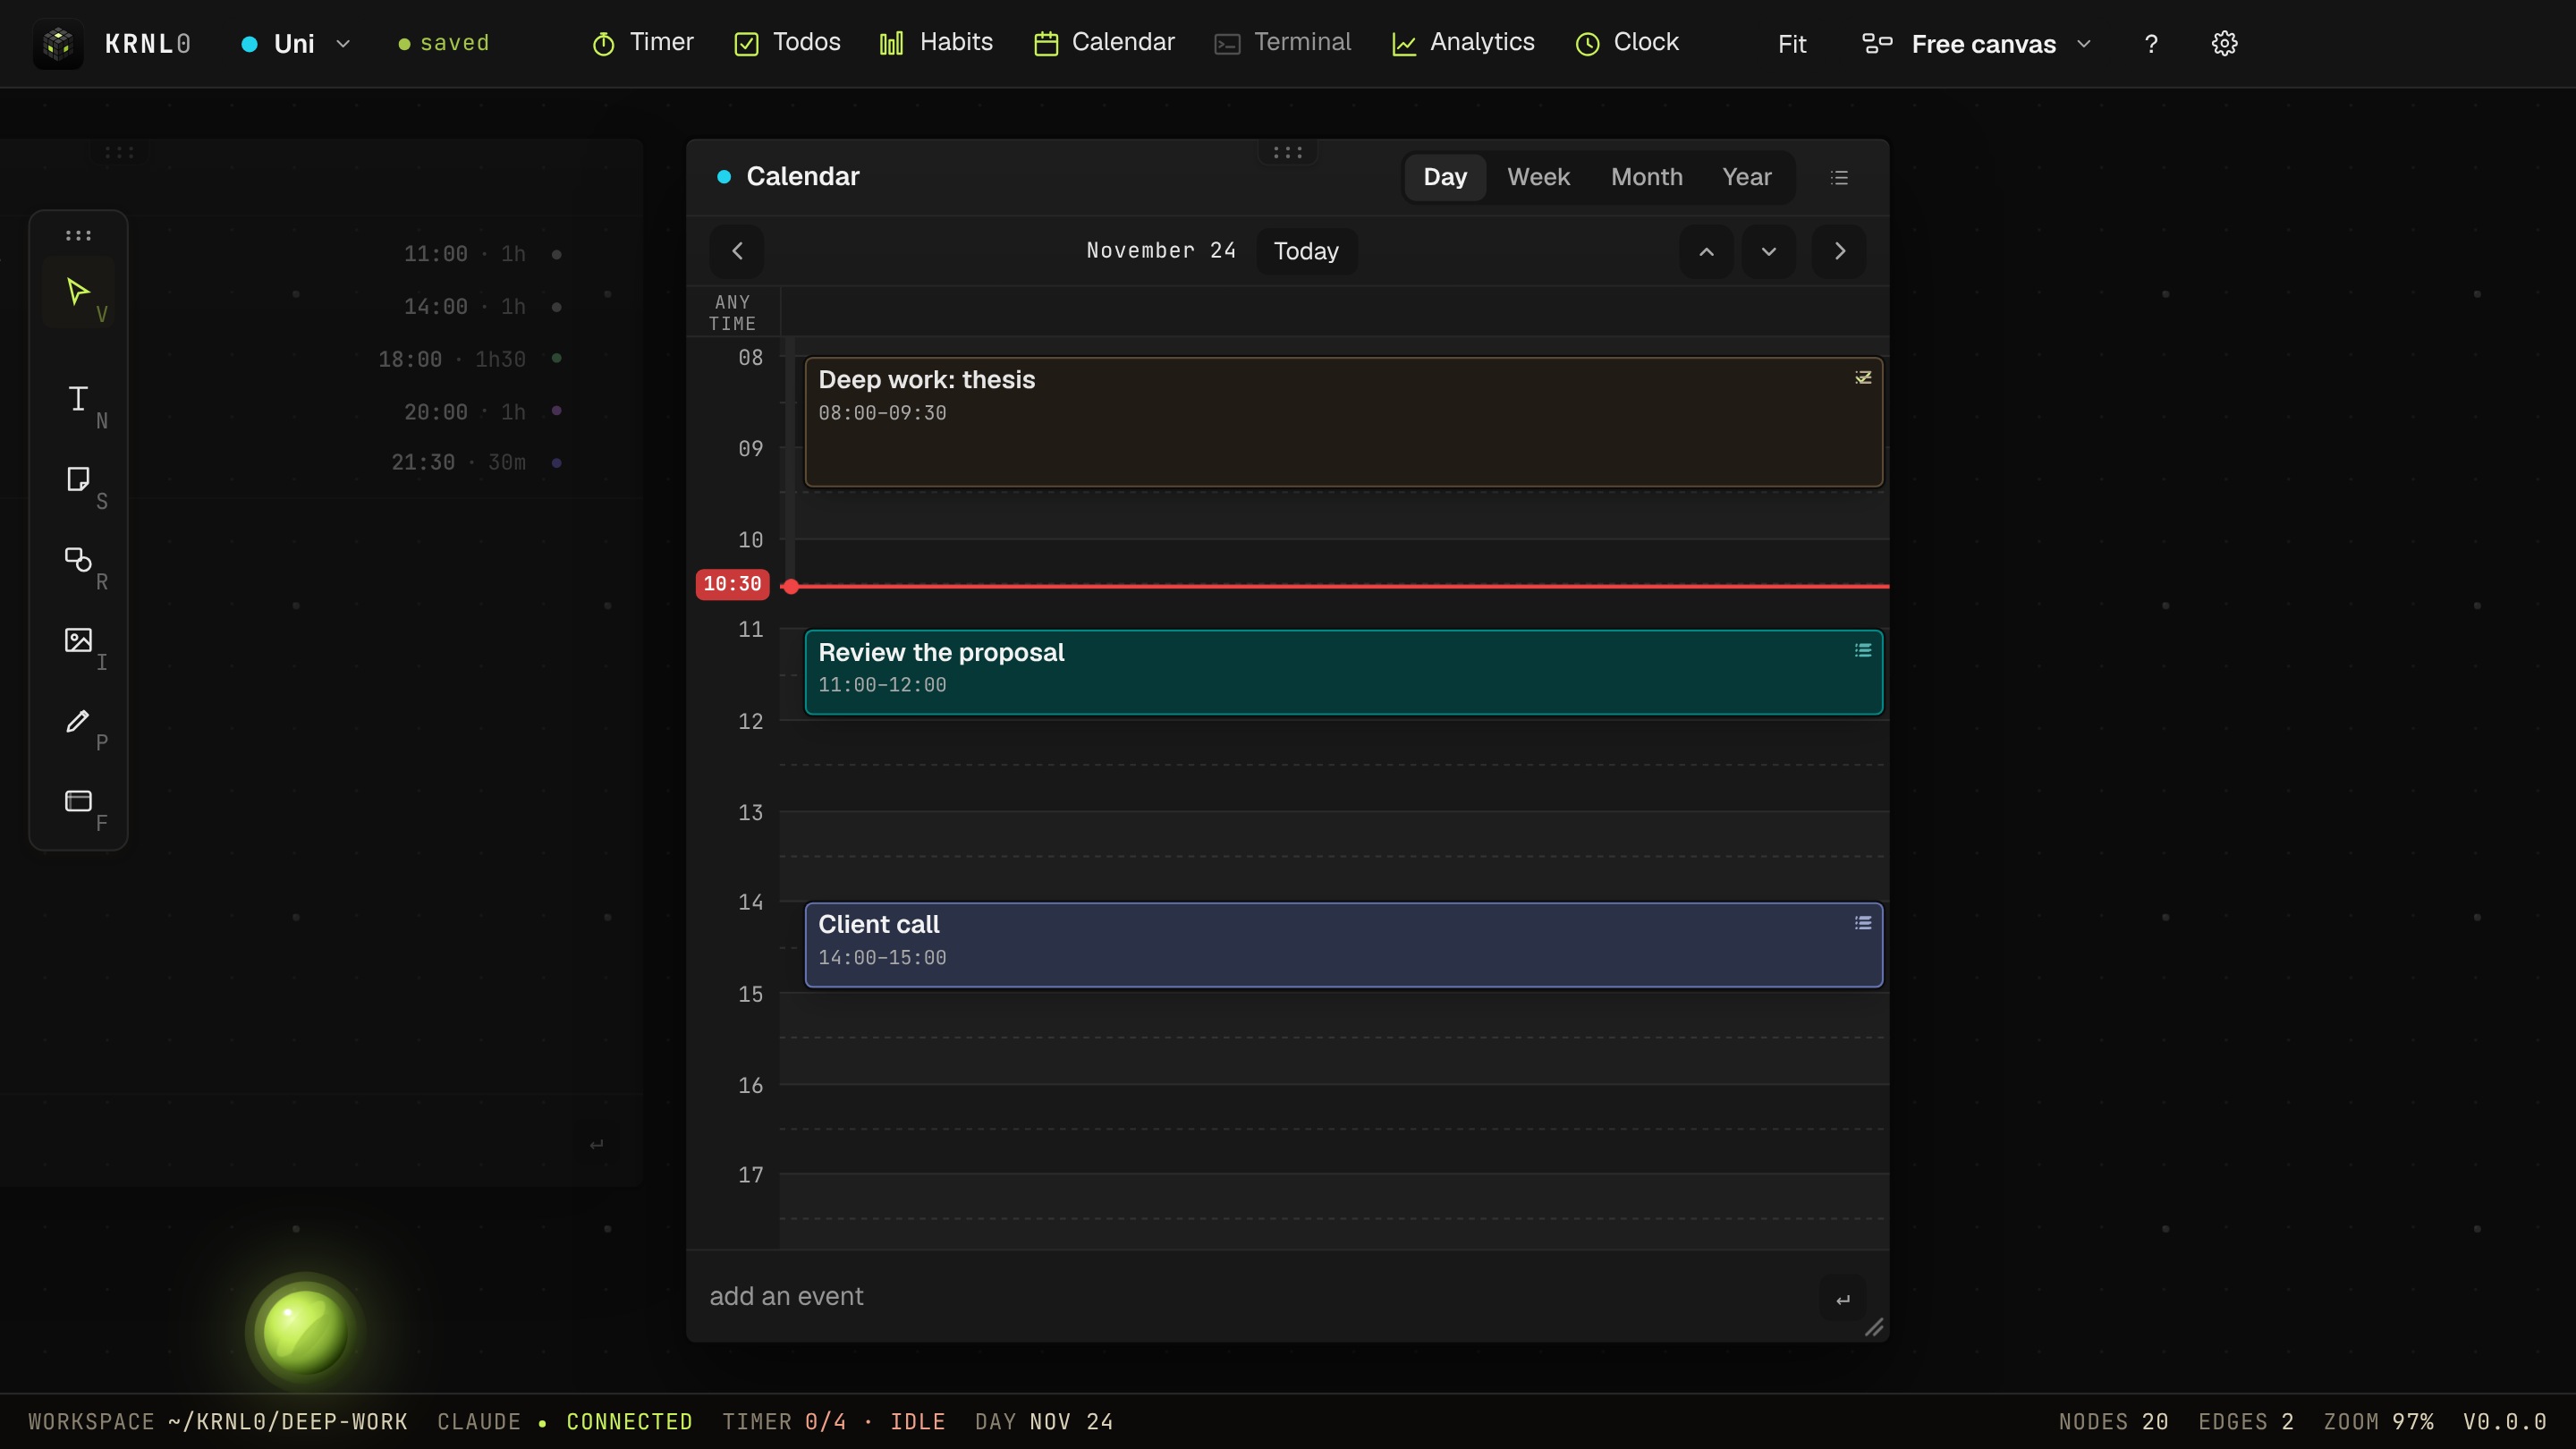 KRNL0 Uni saved Timer Todos Habits Calendar Terminal Analytics Clock Fit Free canvas ?
Calendar Day Week Month Year
November 24 Today
ANY TIME
V
N
S
R
I
P
F
11:00 · 1h
14:00 · 1h
18:00 · 1h30
20:00 · 1h
21:30 · 30m
08
Deep work: thesis
08:00–09:30
09
10
10:30
11
Review the proposal
11:00–12:00
12
13
14
Client call
14:00–15:00
15
16
17
add an event
WORKSPACE ~/KRNL0/DEEP-WORK CLAUDE • CONNECTED TIMER 0/4 · IDLE DAY NOV 24 NODES 20 EDGES 2 ZOOM 97% V0.0.0